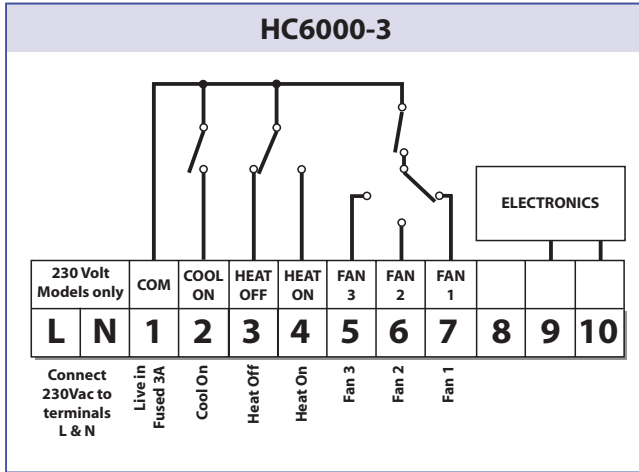 HC6000-3
ELECTRONICS
230 Volt
Models only
COM
COOL
ON
HEAT
OFF
HEAT
ON
FAN
3
FAN
2
FAN
1
L N 1 2 3 4 5 6 7 8 9 10
Connect
230Vac to
terminals
L & N
Live in
Fused 3A
Cool On
Heat Off
Heat On
Fan 3
Fan 2
Fan 1